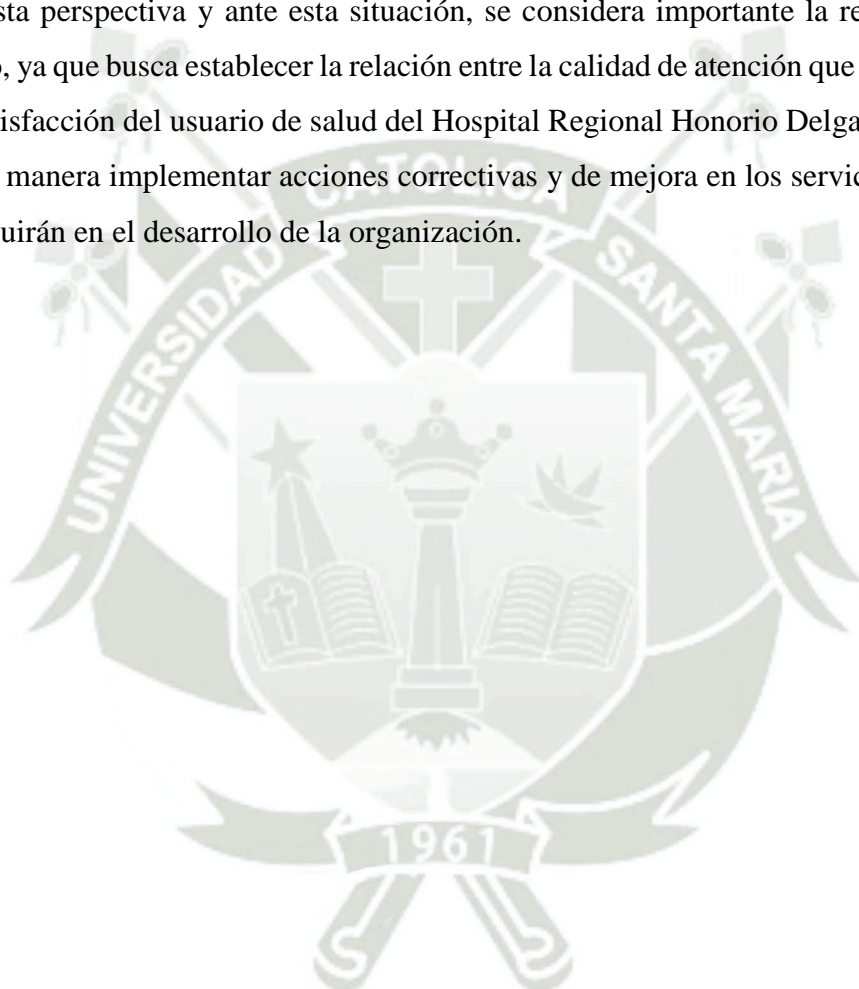 sta perspectiva y ante esta situación, se considera importante la re
, ya que busca establecer la relación entre la calidad de atención que
isfacción del usuario de salud del Hospital Regional Honorio Delga
manera implementar acciones correctivas y de mejora en los servic
uirán en el desarrollo de la organización.
UNIVERSIDAD CATOLICA SANTA MARIA
1961